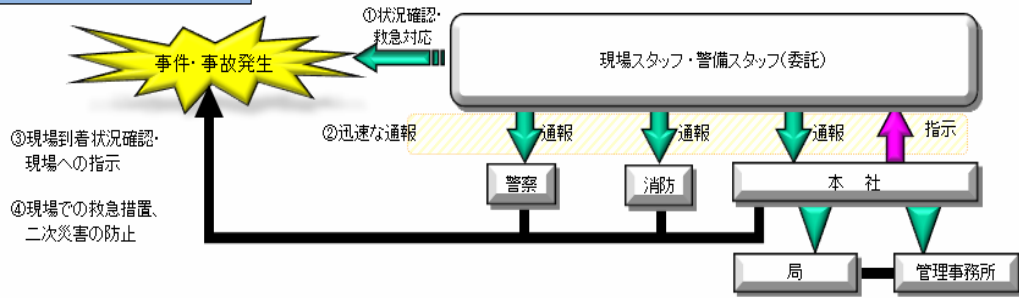 ①状況確認・
救急対応
事件・事故発生
現場スタッフ・警備スタッフ(委託)
②迅速な通報
通報
通報
通報
指示
③現場到着状況確認・
現場への指示
警察
消防
本 社
④現場での救急措置、
二次災害の防止
局
管理事務所